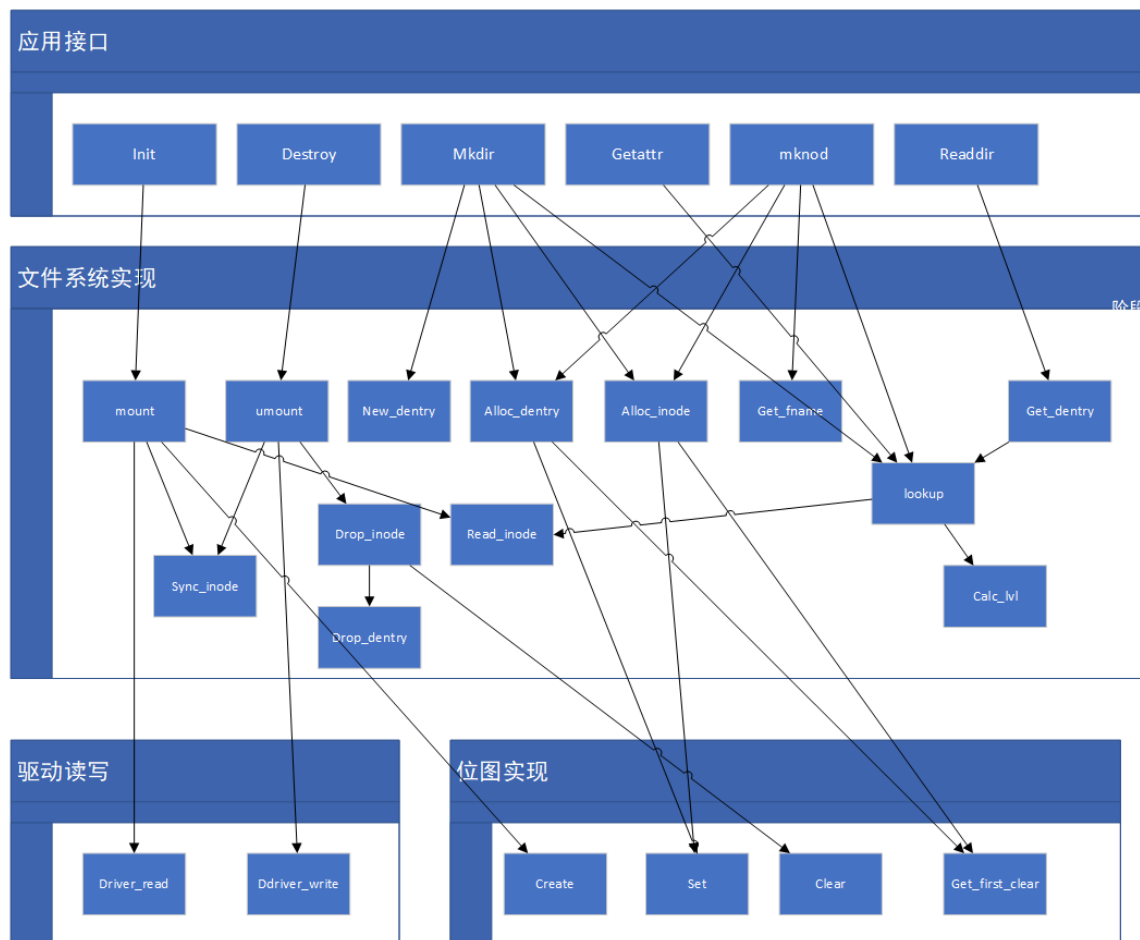 应用接口
Init
Destroy
Mkdir
Getattr
mknod
Readdir
文件系统实现
阶段
mount
umount
New_dentry
Alloc_dentry
Alloc_inode
Get_fname
Get_dentry
lookup
Drop_inode
Read_inode
Sync_inode
Calc_lvl
Drop_dentry
驱动读写
位图实现
Driver_read
Ddriver_write
Create
Set
Clear
Get_first_clear